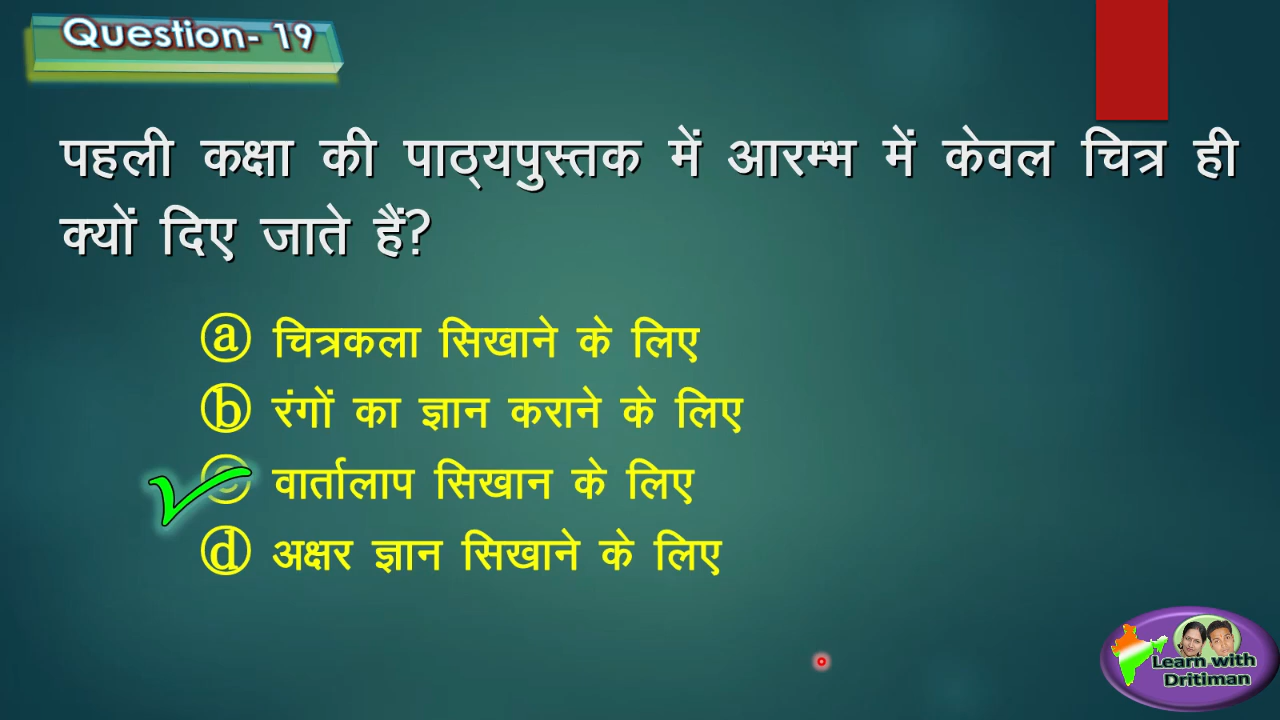 Question- 19
पहली कक्षा की पाठ्यपुस्तक में आरम्भ में केवल चित्र ही
क्यों दिए जाते हैं?
ⓐ चित्रकला सिखाने के लिए
ⓑ रंगों का ज्ञान कराने के लिए
ⓒ वार्तालाप सिखान के लिए
ⓓ अक्षर ज्ञान सिखाने के लिए
Learn with
Dritiman